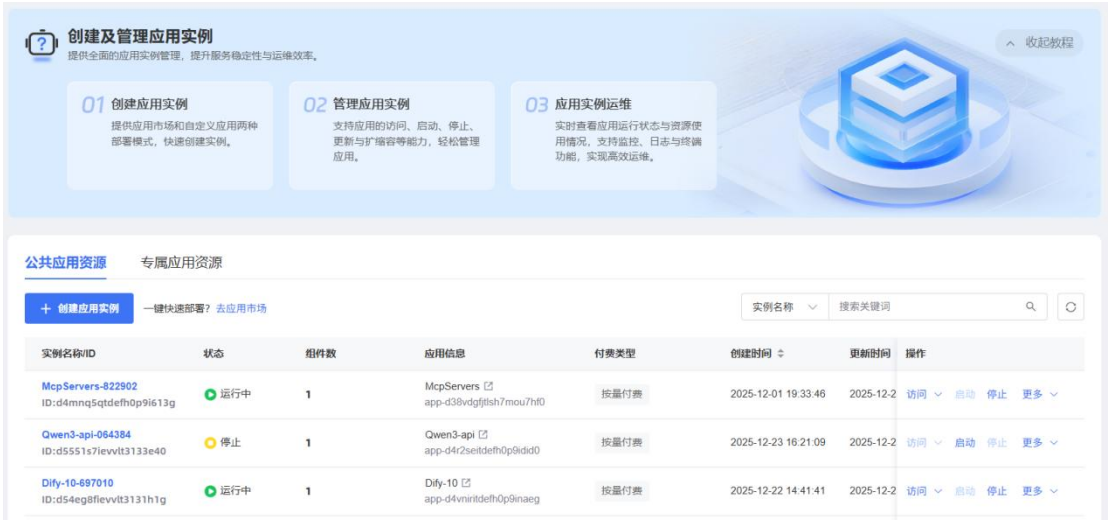 创建及管理应用实例
提供全面的应用实例管理，提升服务稳定性与运维效率。
收起教程
01 创建应用实例
提供应用市场和自定义应用两种
部署模式，快速创建实例。
02 管理应用实例
支持应用的访问、启动、停止、
更新与扩缩容等能力，轻松管理
应用。
03 应用实例运维
实时查看应用运行状态与资源使
用情况，支持监控、日志与终端
功能，实现高效运维。
公共应用资源 专属应用资源
+ 创建应用实例 一键快速部署？去应用市场 实例名称 搜索关键词
实例名称/ID 状态 组件数 应用信息 付费类型 创建时间 更新时间 操作
McpServers-822902
ID:d4mnq5qtdefh0p9i613g
运行中 1
McpServers
app-d38vdgfjtlsh7mou7hf0
按量付费 2025-12-01 19:33:46 2025-12-2 访问 启动 停止 更多
Qwen3-api-064384
ID:d5551s7ievvlt3133e40
停止 1
Qwen3-api
app-d4r2seitdefh0p9idid0
按量付费 2025-12-23 16:21:09 2025-12-2 访问 启动 停止 更多
Dify-10-697010
ID:d54eg8fievvlt3131h1g
运行中 1
Dify-10
app-d4vniritdefh0p9inaeg
按量付费 2025-12-22 14:41:41 2025-12-2 访问 启动 停止 更多